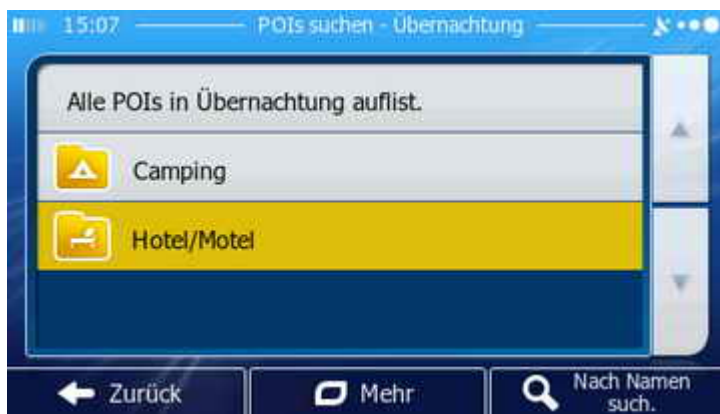 15:07 POIs suchen - Übernachtung
Alle POIs in Übernachtung auflist.
Camping
Hotel/Motel
Zurück
Mehr
Nach Namen
such.